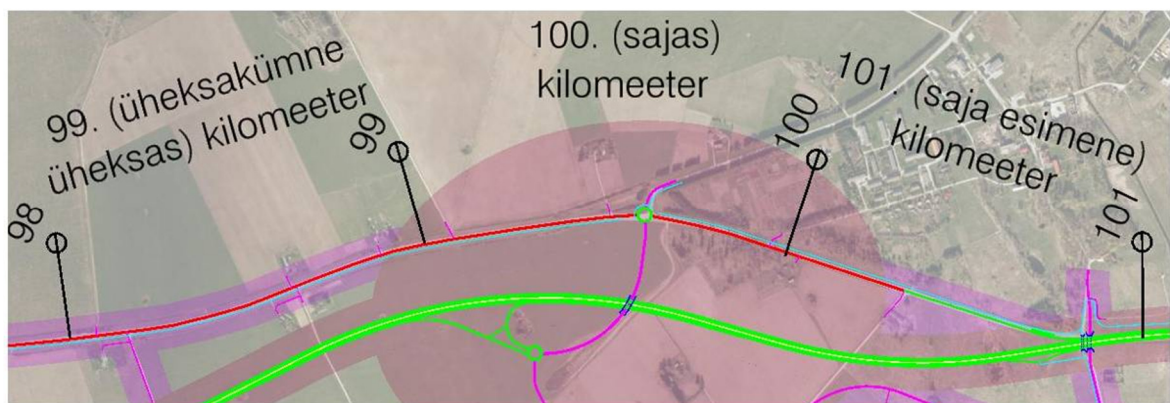 99. (üheksakümne
üheksas) kilomeeter
100. (sajas)
kilomeeter
101. (saja esimene)
kilomeeter
98
99
100
101